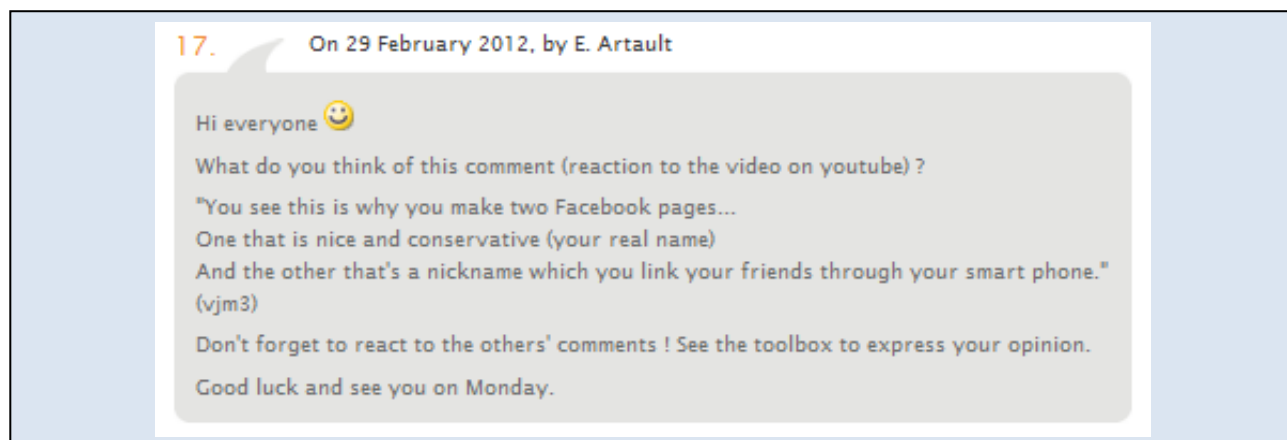 17. On 29 February 2012, by E. Artault
Hi everyone
What do you think of this comment (reaction to the video on youtube) ?
"You see this is why you make two Facebook pages...
One that is nice and conservative (your real name)
And the other that's a nickname which you link your friends through your smart phone."
(vjm3)
Don't forget to react to the others' comments ! See the toolbox to express your opinion.
Good luck and see you on Monday.